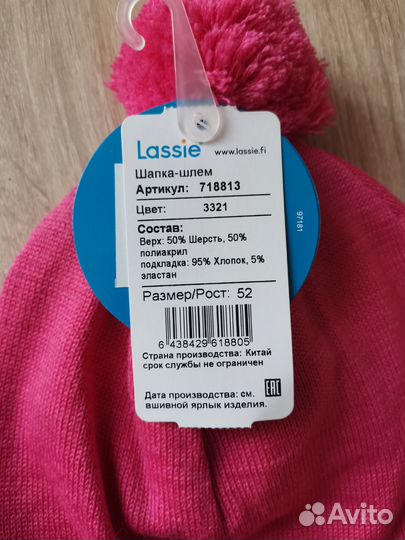 Lassie® www.lassie.fi
Шапка-шлем
Артикул: 718813
Цвет: 3321
Состав:
Верх: 50% Шерсть, 50%
полиакрил
подкладка: 95% Хлопок, 5%
эластан
Размер/Рост: 52
6 438429 618805
Страна производства: Китай
срок службы не ограничен
EAC
Дата производства: см.
вшивной ярлык изделия.
97181
Avito